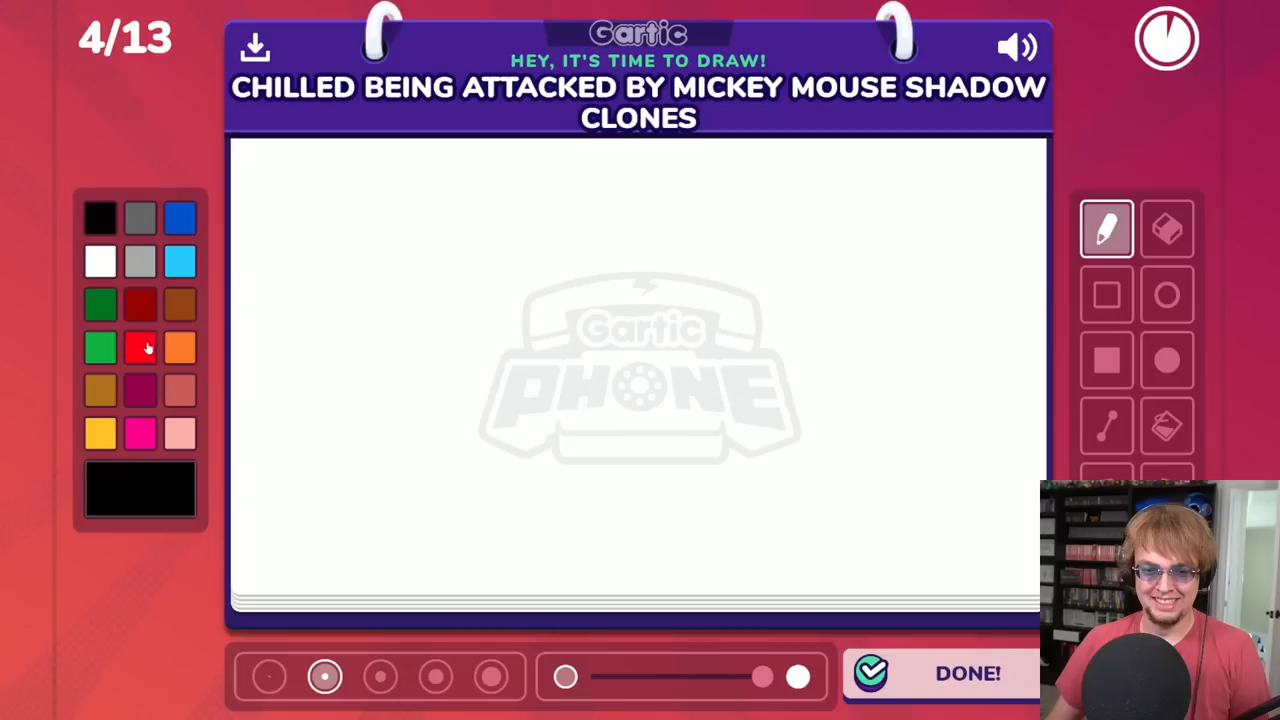 4/13
Gartic
HEY, IT'S TIME TO DRAW!
CHILLED BEING ATTACKED BY MICKEY MOUSE SHADOW
CLONES
Gartic
PHONE
DONE!